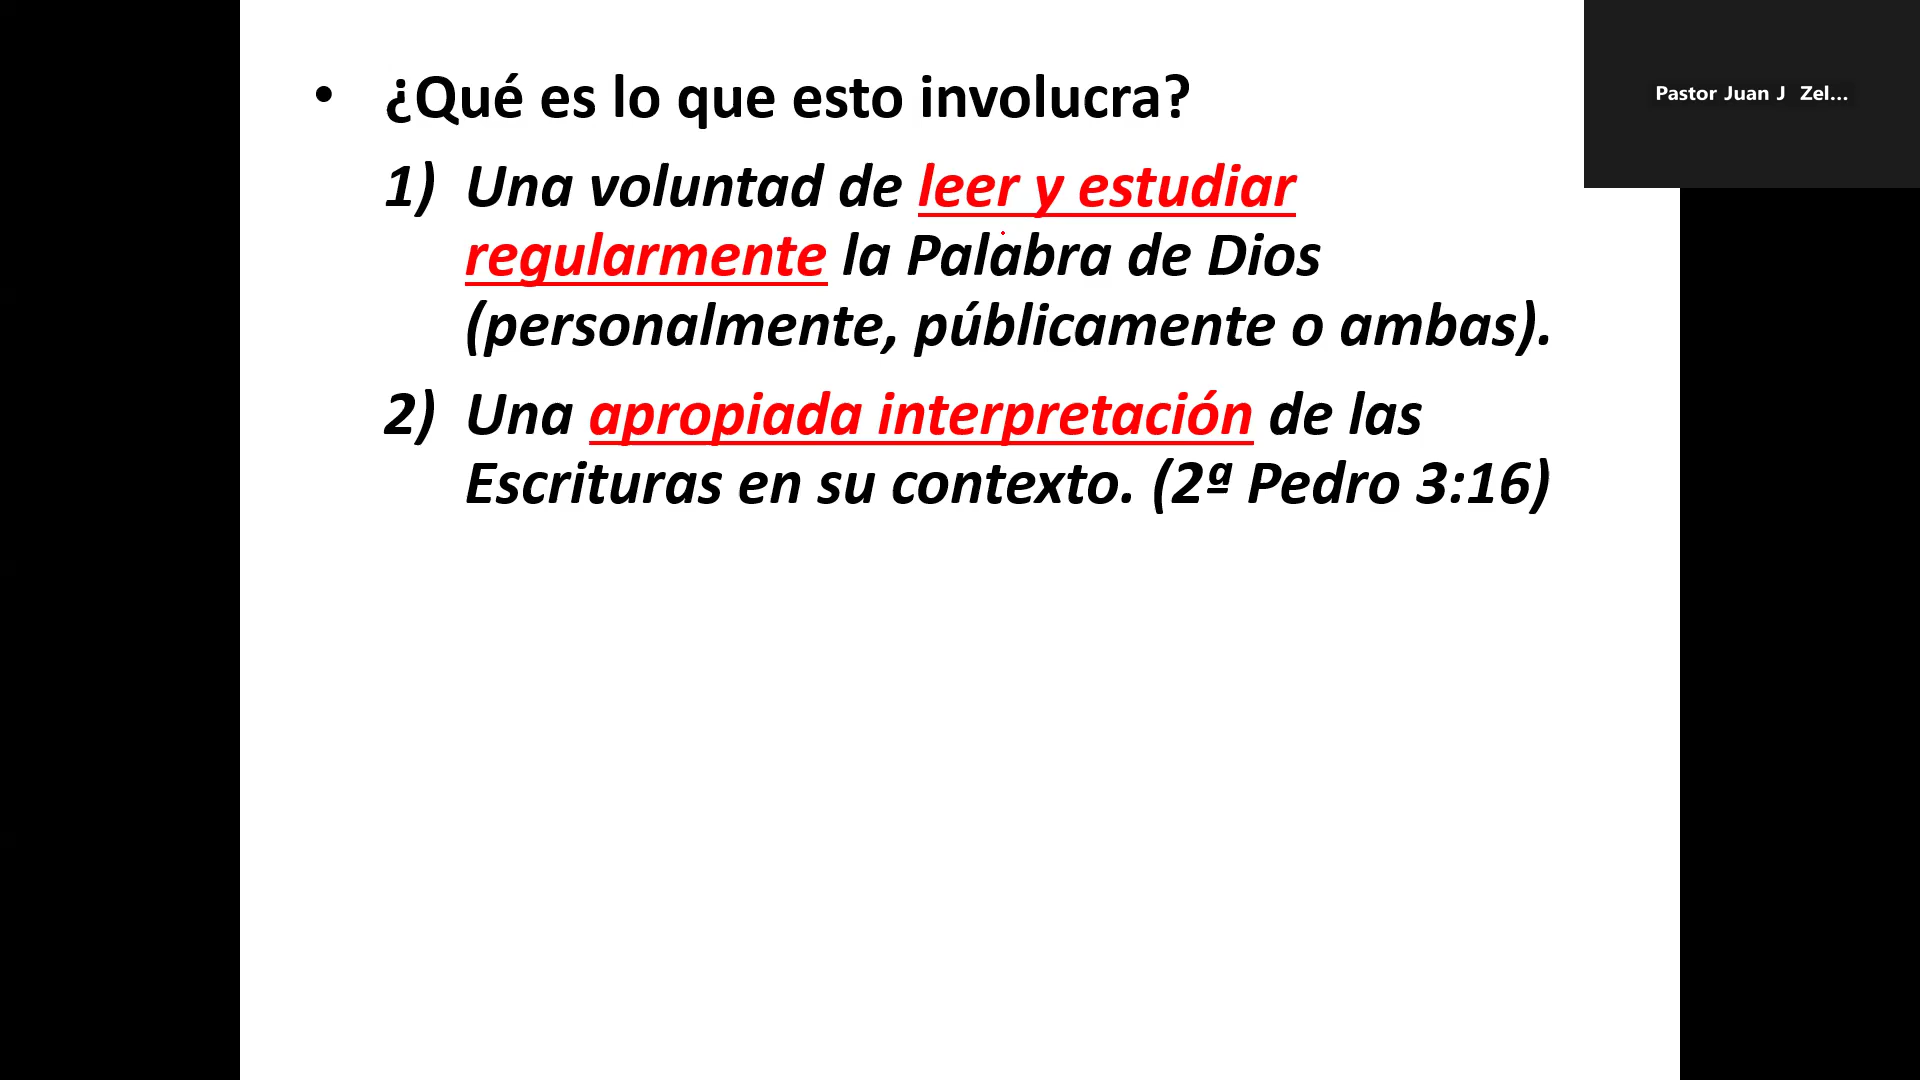 • ¿Qué es lo que esto involucra?
Pastor Juan J Zel...
1) Una voluntad de leer y estudiar
regularmente la Palabra de Dios
(personalmente, públicamente o ambas).
2) Una apropiada interpretación de las
Escrituras en su contexto. (2ª Pedro 3:16)